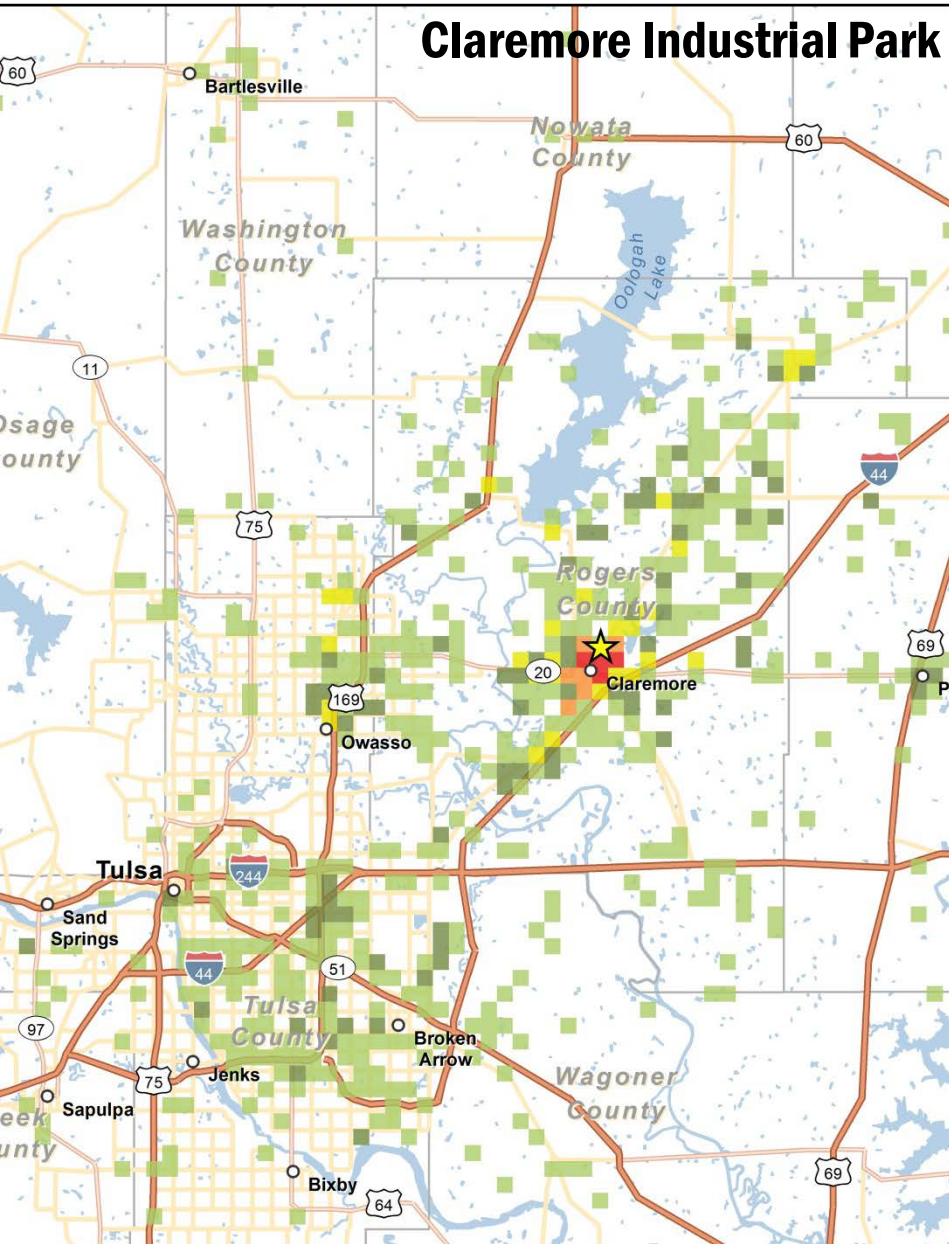 Claremore Industrial Park
60
Bartlesville
Nowata
County
60
Washington
County
Oologah
Lake
11
Osage
County
44
75
Rogers
County
69
20
Claremore
P
169
Owasso
Tulsa
244
Sand
Springs
51
44
Tulsa
County
97
Broken
Arrow
Jenks
75
Wagoner
County
Sapulpa
eek
unty
69
Bixby
64